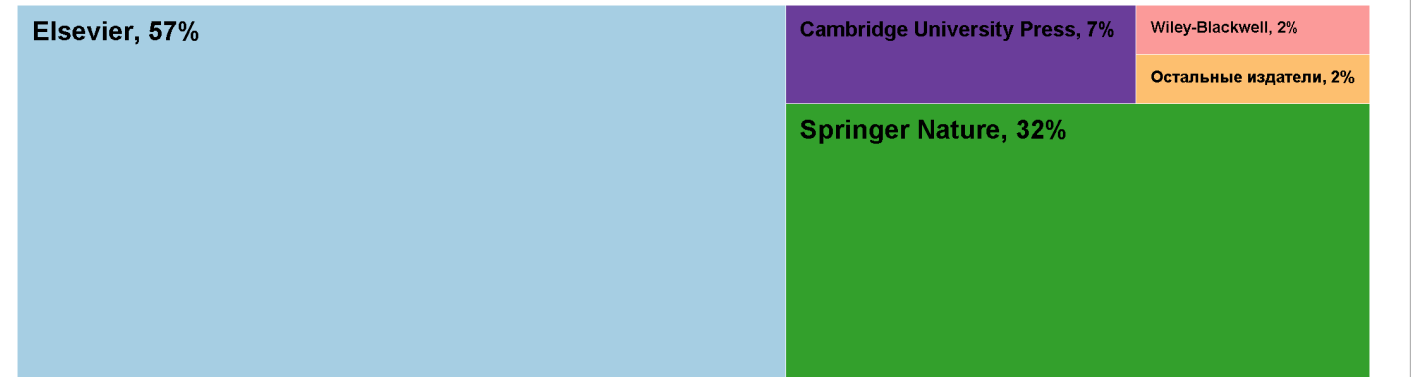 Elsevier, 57%
Cambridge University Press, 7%
Wiley-Blackwell, 2%
Остальные издатели, 2%
Springer Nature, 32%